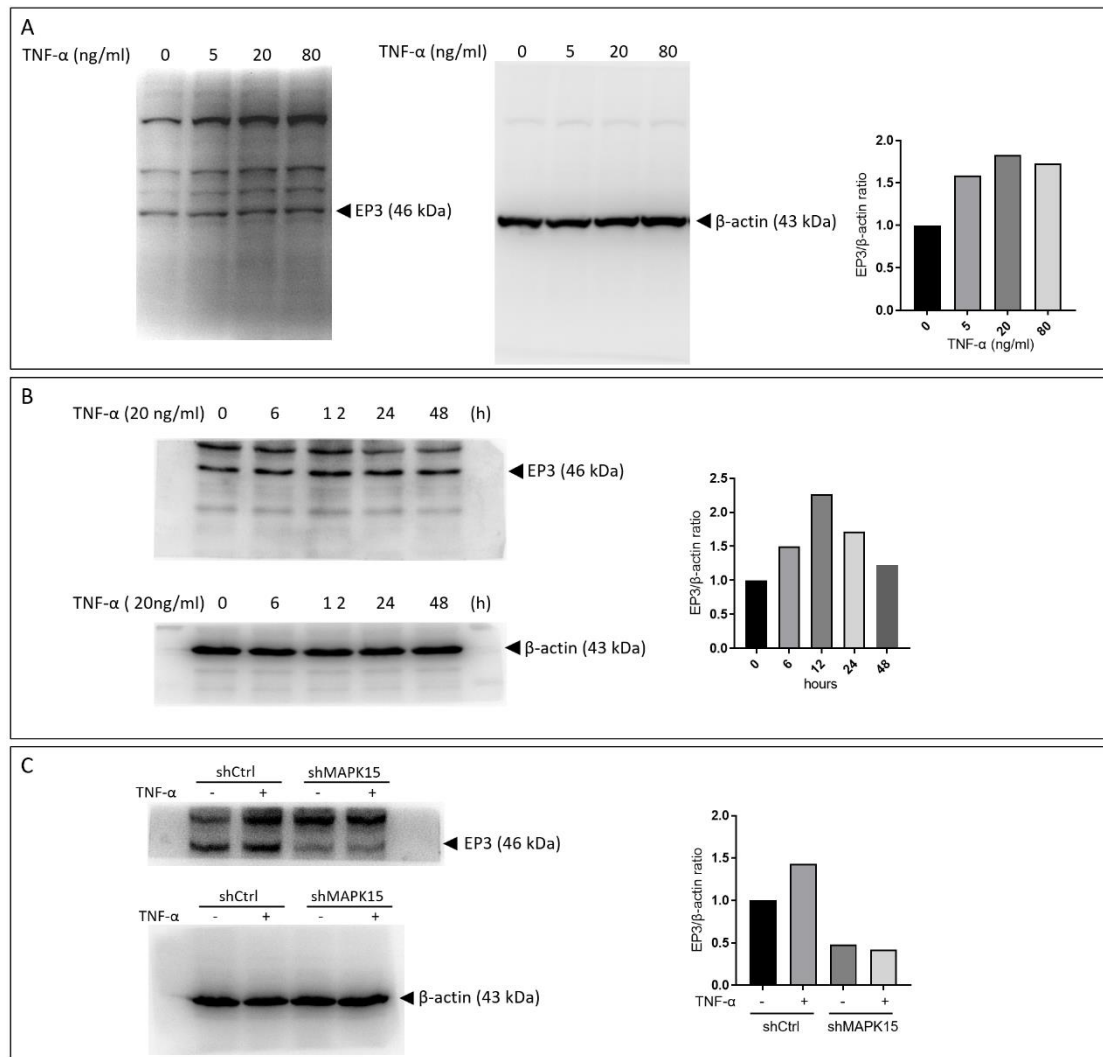 A
TNF-α (ng/ml) 0 5 20 80
TNF-α (ng/ml) 0 5 20 80
EP3 (46 kDa)
β-actin (43 kDa)
EP3/β-actin ratio
2.0
1.5
1.0
0.5
0.0
0 5 20 80
TNF-α (ng/ml)
B
TNF-α (20 ng/ml) 0 6 1 2 24 48 (h)
EP3 (46 kDa)
TNF-α ( 20ng/ml) 0 6 1 2 24 48 (h)
β-actin (43 kDa)
EP3/β-actin ratio
2.5
2.0
1.5
1.0
0.5
0.0
0 6 12 24 48
hours
C
shCtrl shMAPK15
TNF-α - + - +
EP3 (46 kDa)
shCtrl shMAPK15
TNF-α - + - +
β-actin (43 kDa)
EP3/β-actin ratio
2.0
1.5
1.0
0.5
0.0
TNF-α - + - +
shCtrl shMAPK15